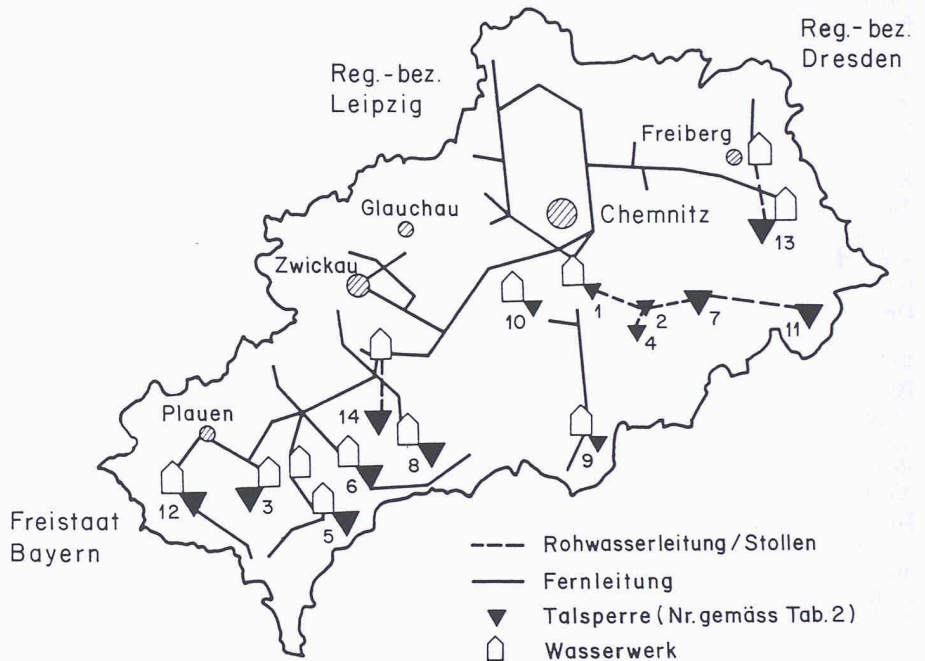 Reg.-bez.
Dresden
Reg.-bez.
Leipzig
Freiberg
Glauchau
Chemnitz
13
Zwickau
10
1
2
7
11
4
Plauen
14
8
9
6
3
12
5
Freistaat
Bayern
Rohwasserleitung/Stollen
Fernleitung
Talsperre (Nr. gemäss Tab. 2)
Wasserwerk